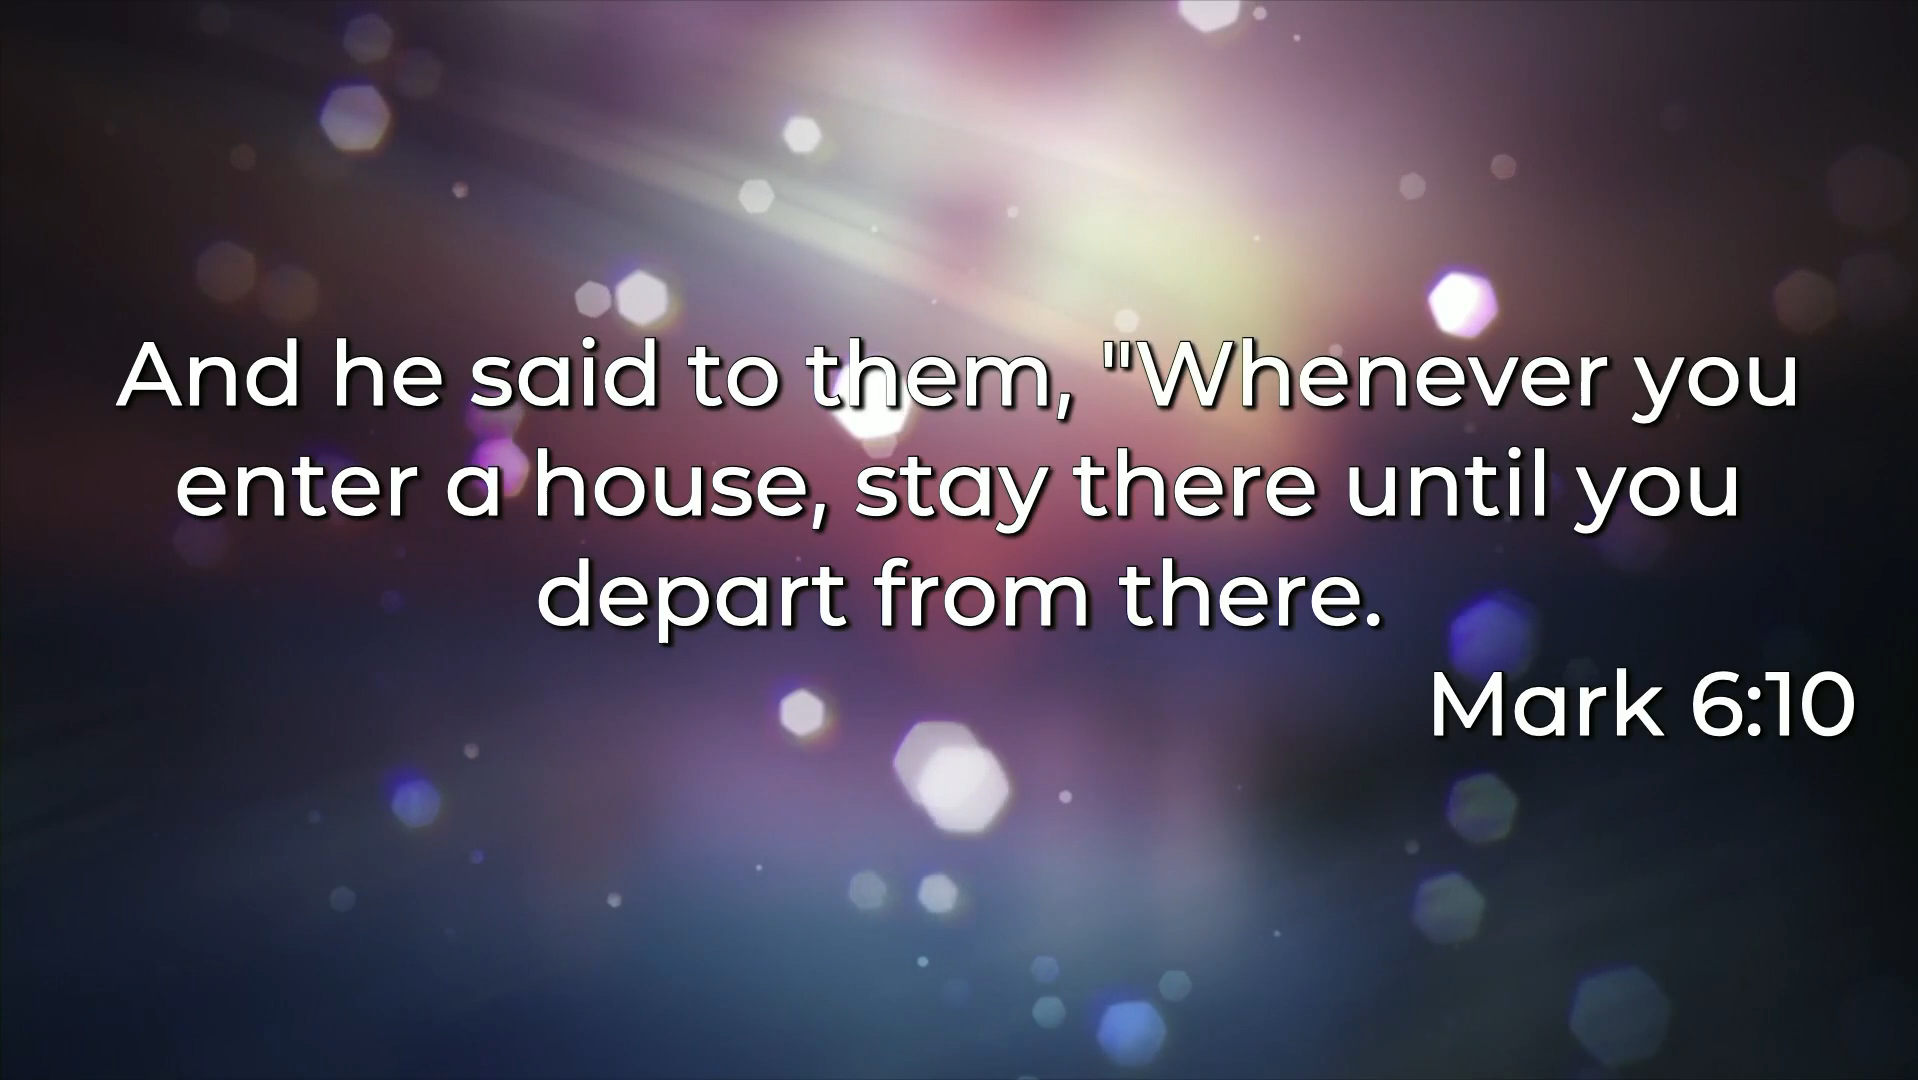 And he said to them, "Whenever you
enter a house, stay there until you
depart from there.
Mark 6:10